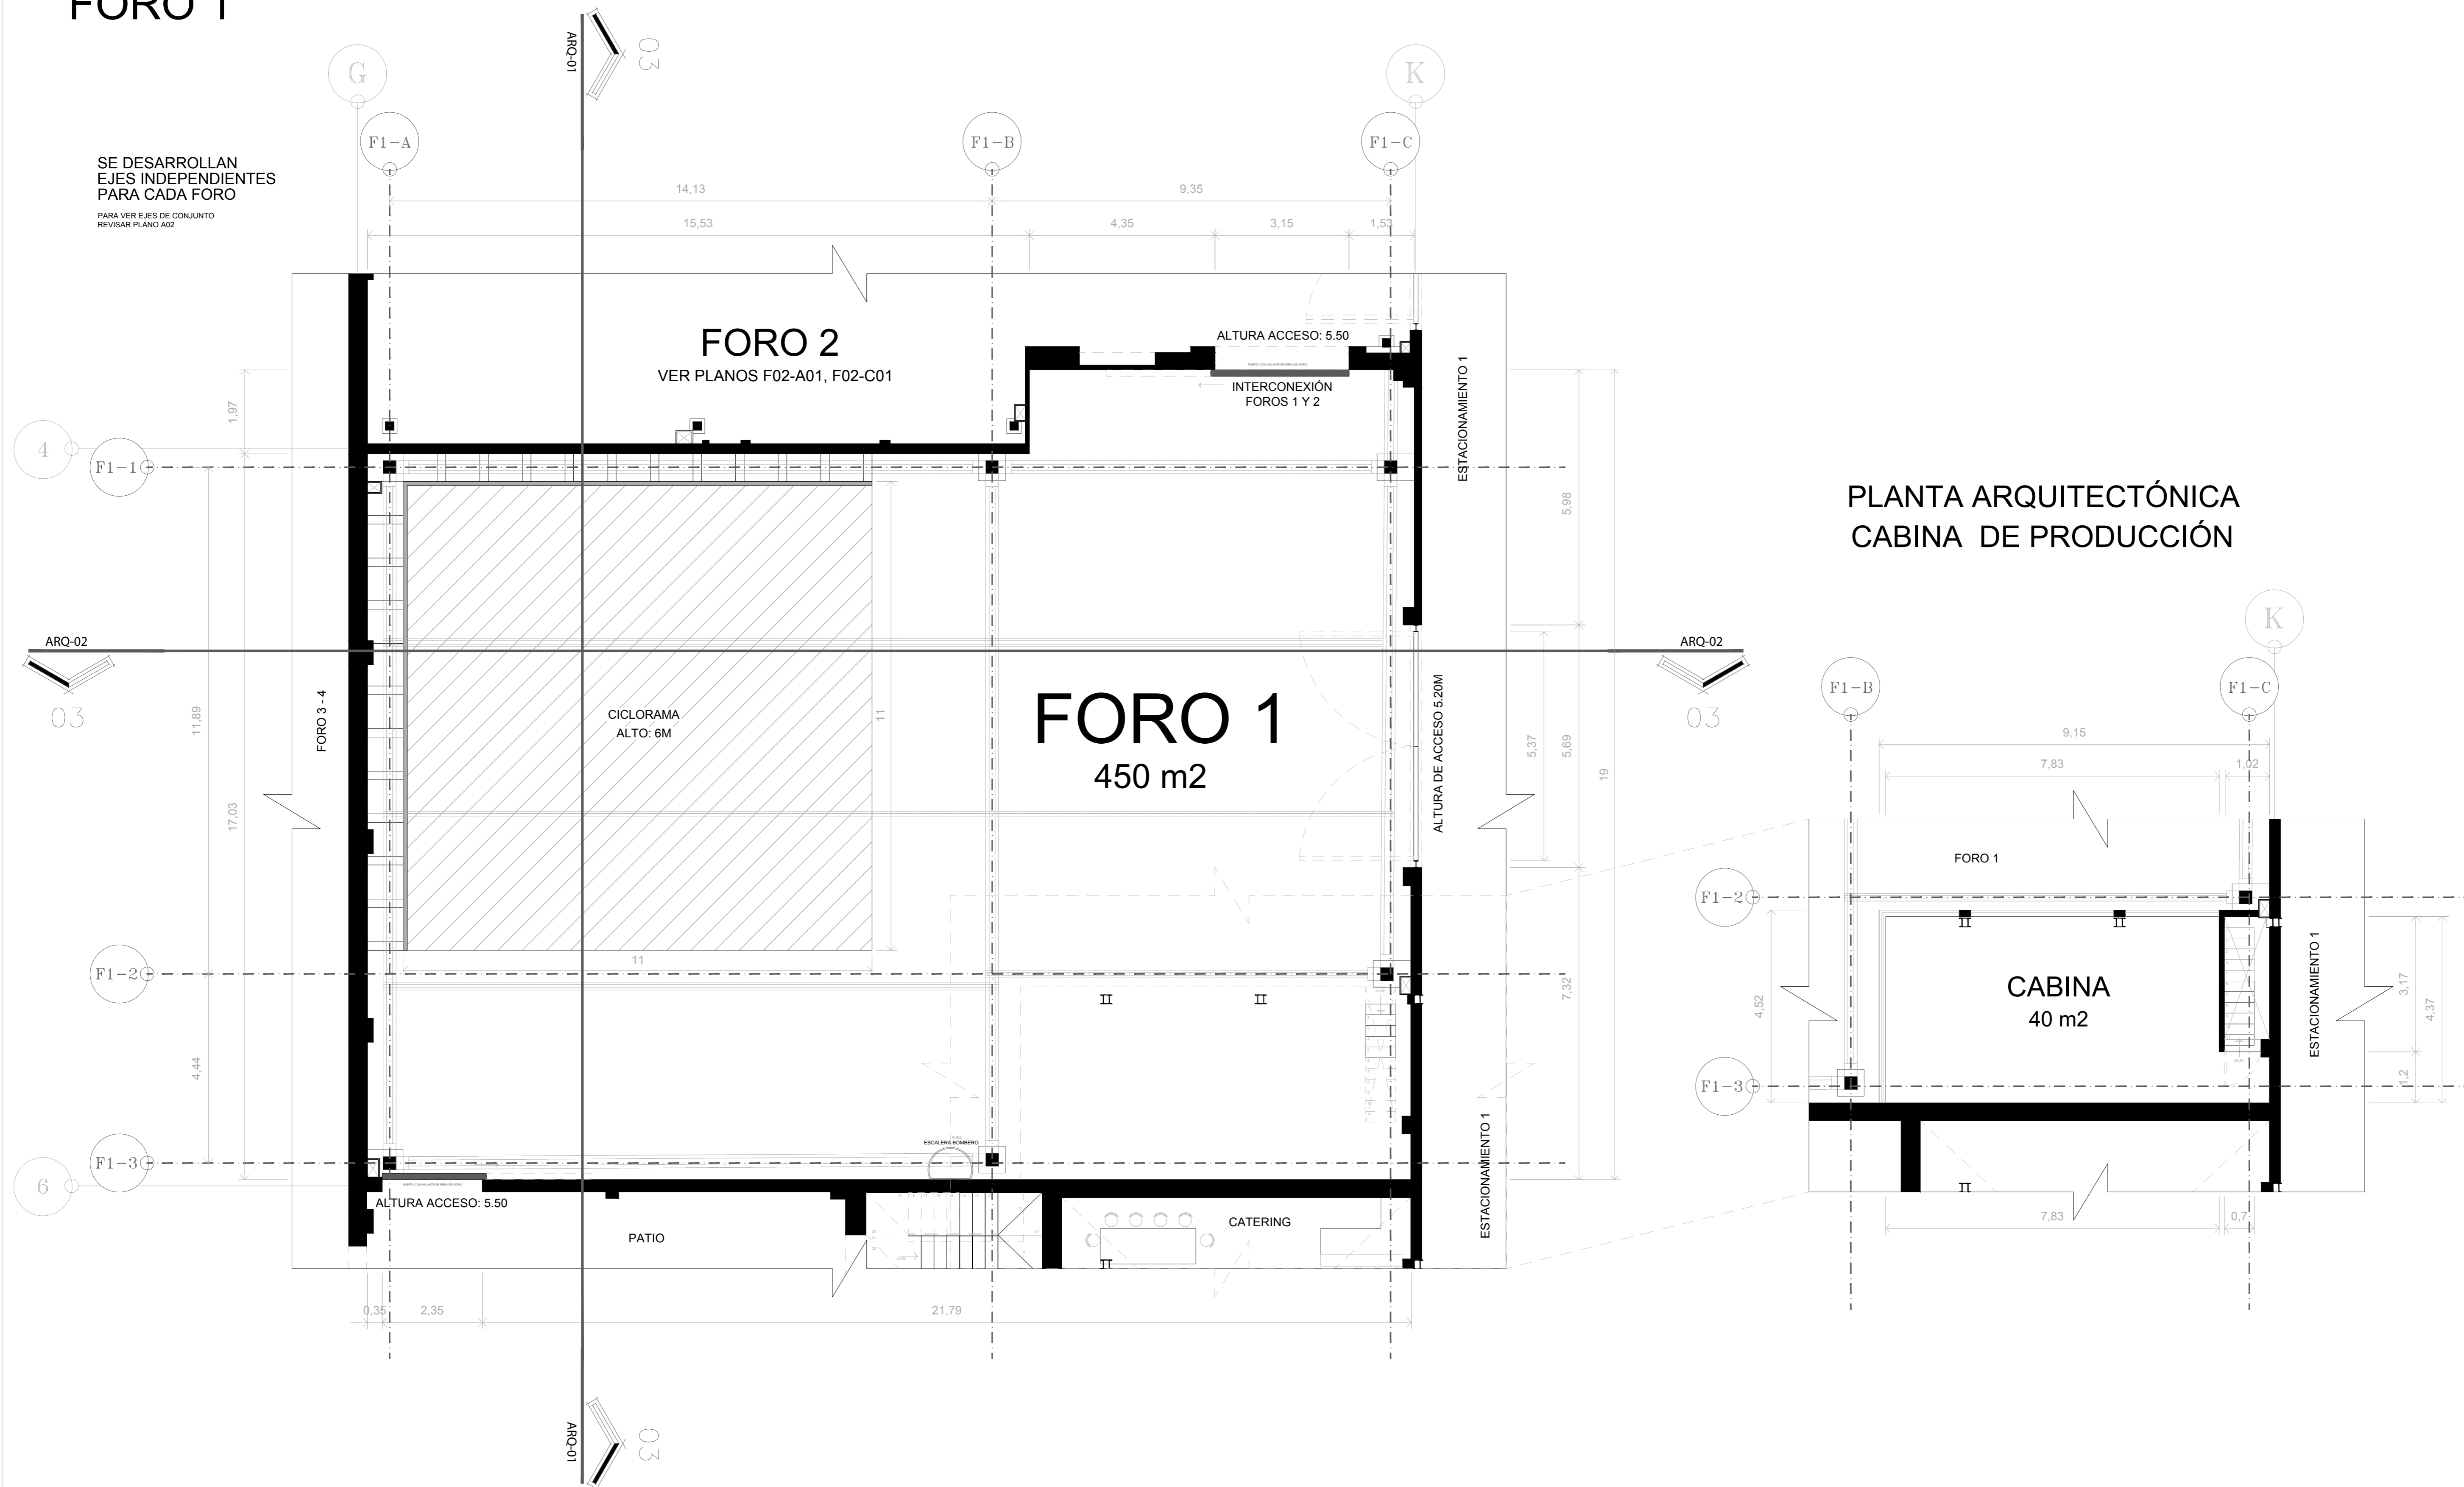 FORO 1
ARQ-01
03
G
K
F1-A
F1-B
F1-C
SE DESARROLLAN
EJES INDEPENDIENTES
PARA CADA FORO
PARA VER EJES DE CONJUNTO
REVISAR PLANO A02
14,13
9,35
15,53
4,35
3,15
1,53
FORO 2
VER PLANOS F02-A01, F02-C01
ALTURA ACCESO: 5.50
INTERCONEXIÓN
FOROS 1 Y 2
ESTACIONAMIENTO 1
1,97
4
F1-1
5,98
PLANTA ARQUITECTÓNICA
CABINA DE PRODUCCIÓN
ARQ-02
03
ARQ-02
03
FORO 3 - 4
11,89
17,03
CICLORAMA
ALTO: 6M
11
11
FORO 1
450 m2
ALTURA DE ACCESO 5.20M
5,37
5,69
19
F1-2
7,32
4,44
F1-3
6
ESCALERA BOMBERO
ALTURA ACCESO: 5.50
PATIO
CATERING
ESTACIONAMIENTO 1
0,35
2,35
21,79
ARQ-01
03
K
F1-B
F1-C
9,15
7,83
1,02
FORO 1
F1-2
CABINA
40 m2
4,52
ESTACIONAMIENTO 1
3,17
4,37
1,2
F1-3
7,83
0,7